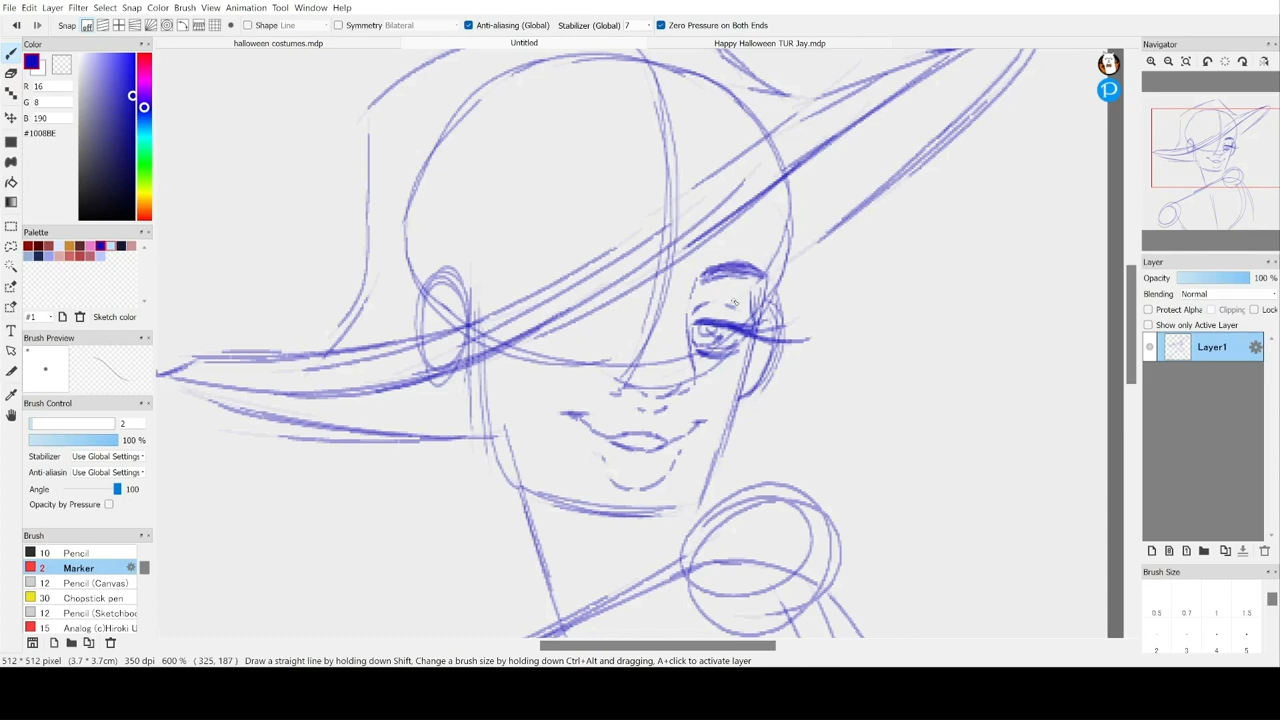 File Edit Layer Filter Select Snap Color Brush View Animation Tool Window Help
Snap off Shape Line Symmetry Bilateral Anti-aliasing (Global) Stabilizer (Global) 7 Zero Pressure on Both Ends
halloween costumes.mdp Untitled Happy Halloween TUR Jay.mdp
Color
R 16
G 8
B 190
#1008BE
Palette
#1 Sketch color
Brush Preview
Brush Control
2
100 %
Stabilizer Use Global Settings
Anti-aliasin Use Global Settings
Angle 100
Opacity by Pressure
Brush
10 Pencil
2 Marker
12 Pencil (Canvas)
30 Chopstick pen
12 Pencil (Sketchboo
15 Analog (c)Hiroki U
Navigator
Layer
Opacity 100 %
Blending Normal
Protect Alpha Clipping Lock
Show only Active Layer
Layer1
Brush Size
0.5 0.7 1 1.5
2 3 4 5
512 * 512 pixel (3.7 * 3.7cm) 350 dpi 600 % ( 325, 187 ) Draw a straight line by holding down Shift, Change a brush size by holding down Ctrl+Alt and dragging, A+click to activate layer